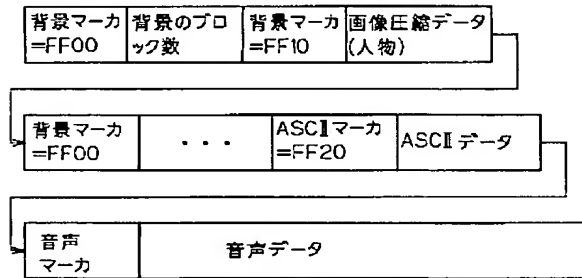 背景マーカ
=FF00
背景のブロ
ック数
背景マーカ
=FF10
画像圧縮データ
(人物)
背景マーカ
=FF00
・・・
ASCⅡマーカ
=FF20
ASCⅡデータ
音声
マーカ
音声データ